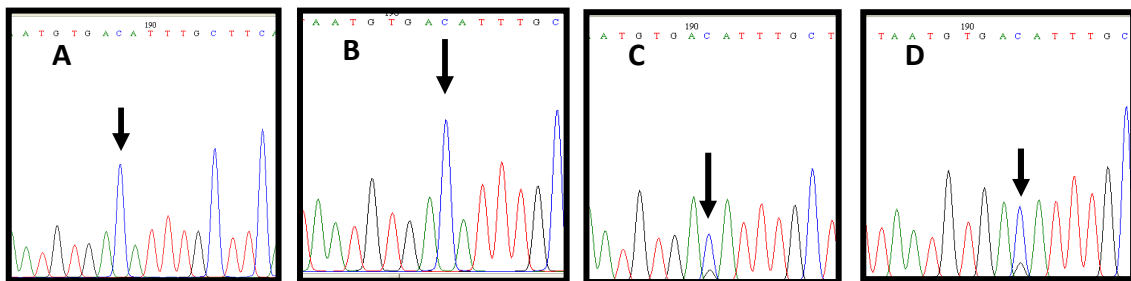 190
A T G T G A C A T T T G C T T C A
A
A A T G T G A C A T T T G C
B
190
A A T G T G A C A T T T G C T
C
190
T A A T G T G A C A T T T G C
D